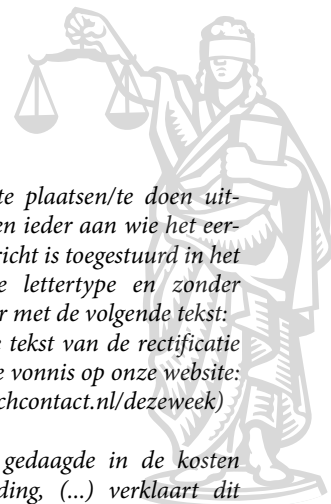 te plaatsen/te doen uit-
en ieder aan wie het eer-
richt is toegestuurd in het
e lettertype en zonder
r met de volgende tekst:
e tekst van de rectificatie
e vonnis op onze website:
chcontact.nl/dezeweek)
gedaagde in de kosten
ding, (...) verklaart dit